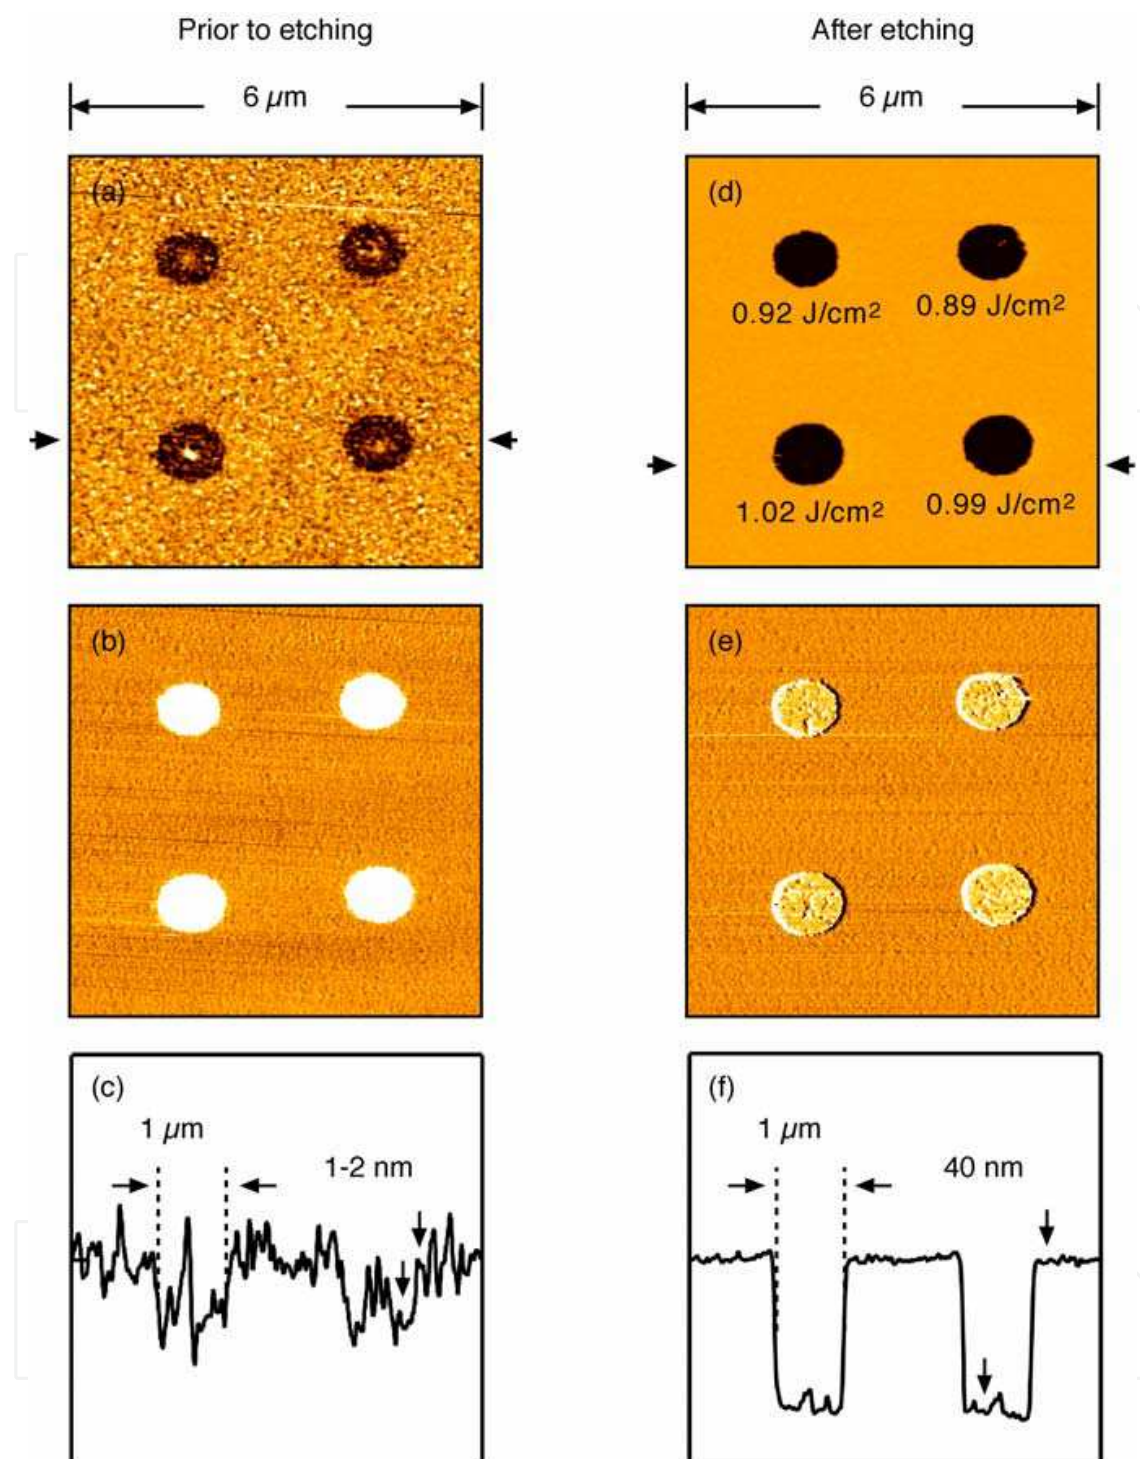 Prior to etching
After etching
6 µm
6 µm
(a)
(d)
0.92 J/cm²
0.89 J/cm²
1.02 J/cm²
0.99 J/cm²
(b)
(e)
(c)
1 µm
1-2 nm
(f)
1 µm
40 nm